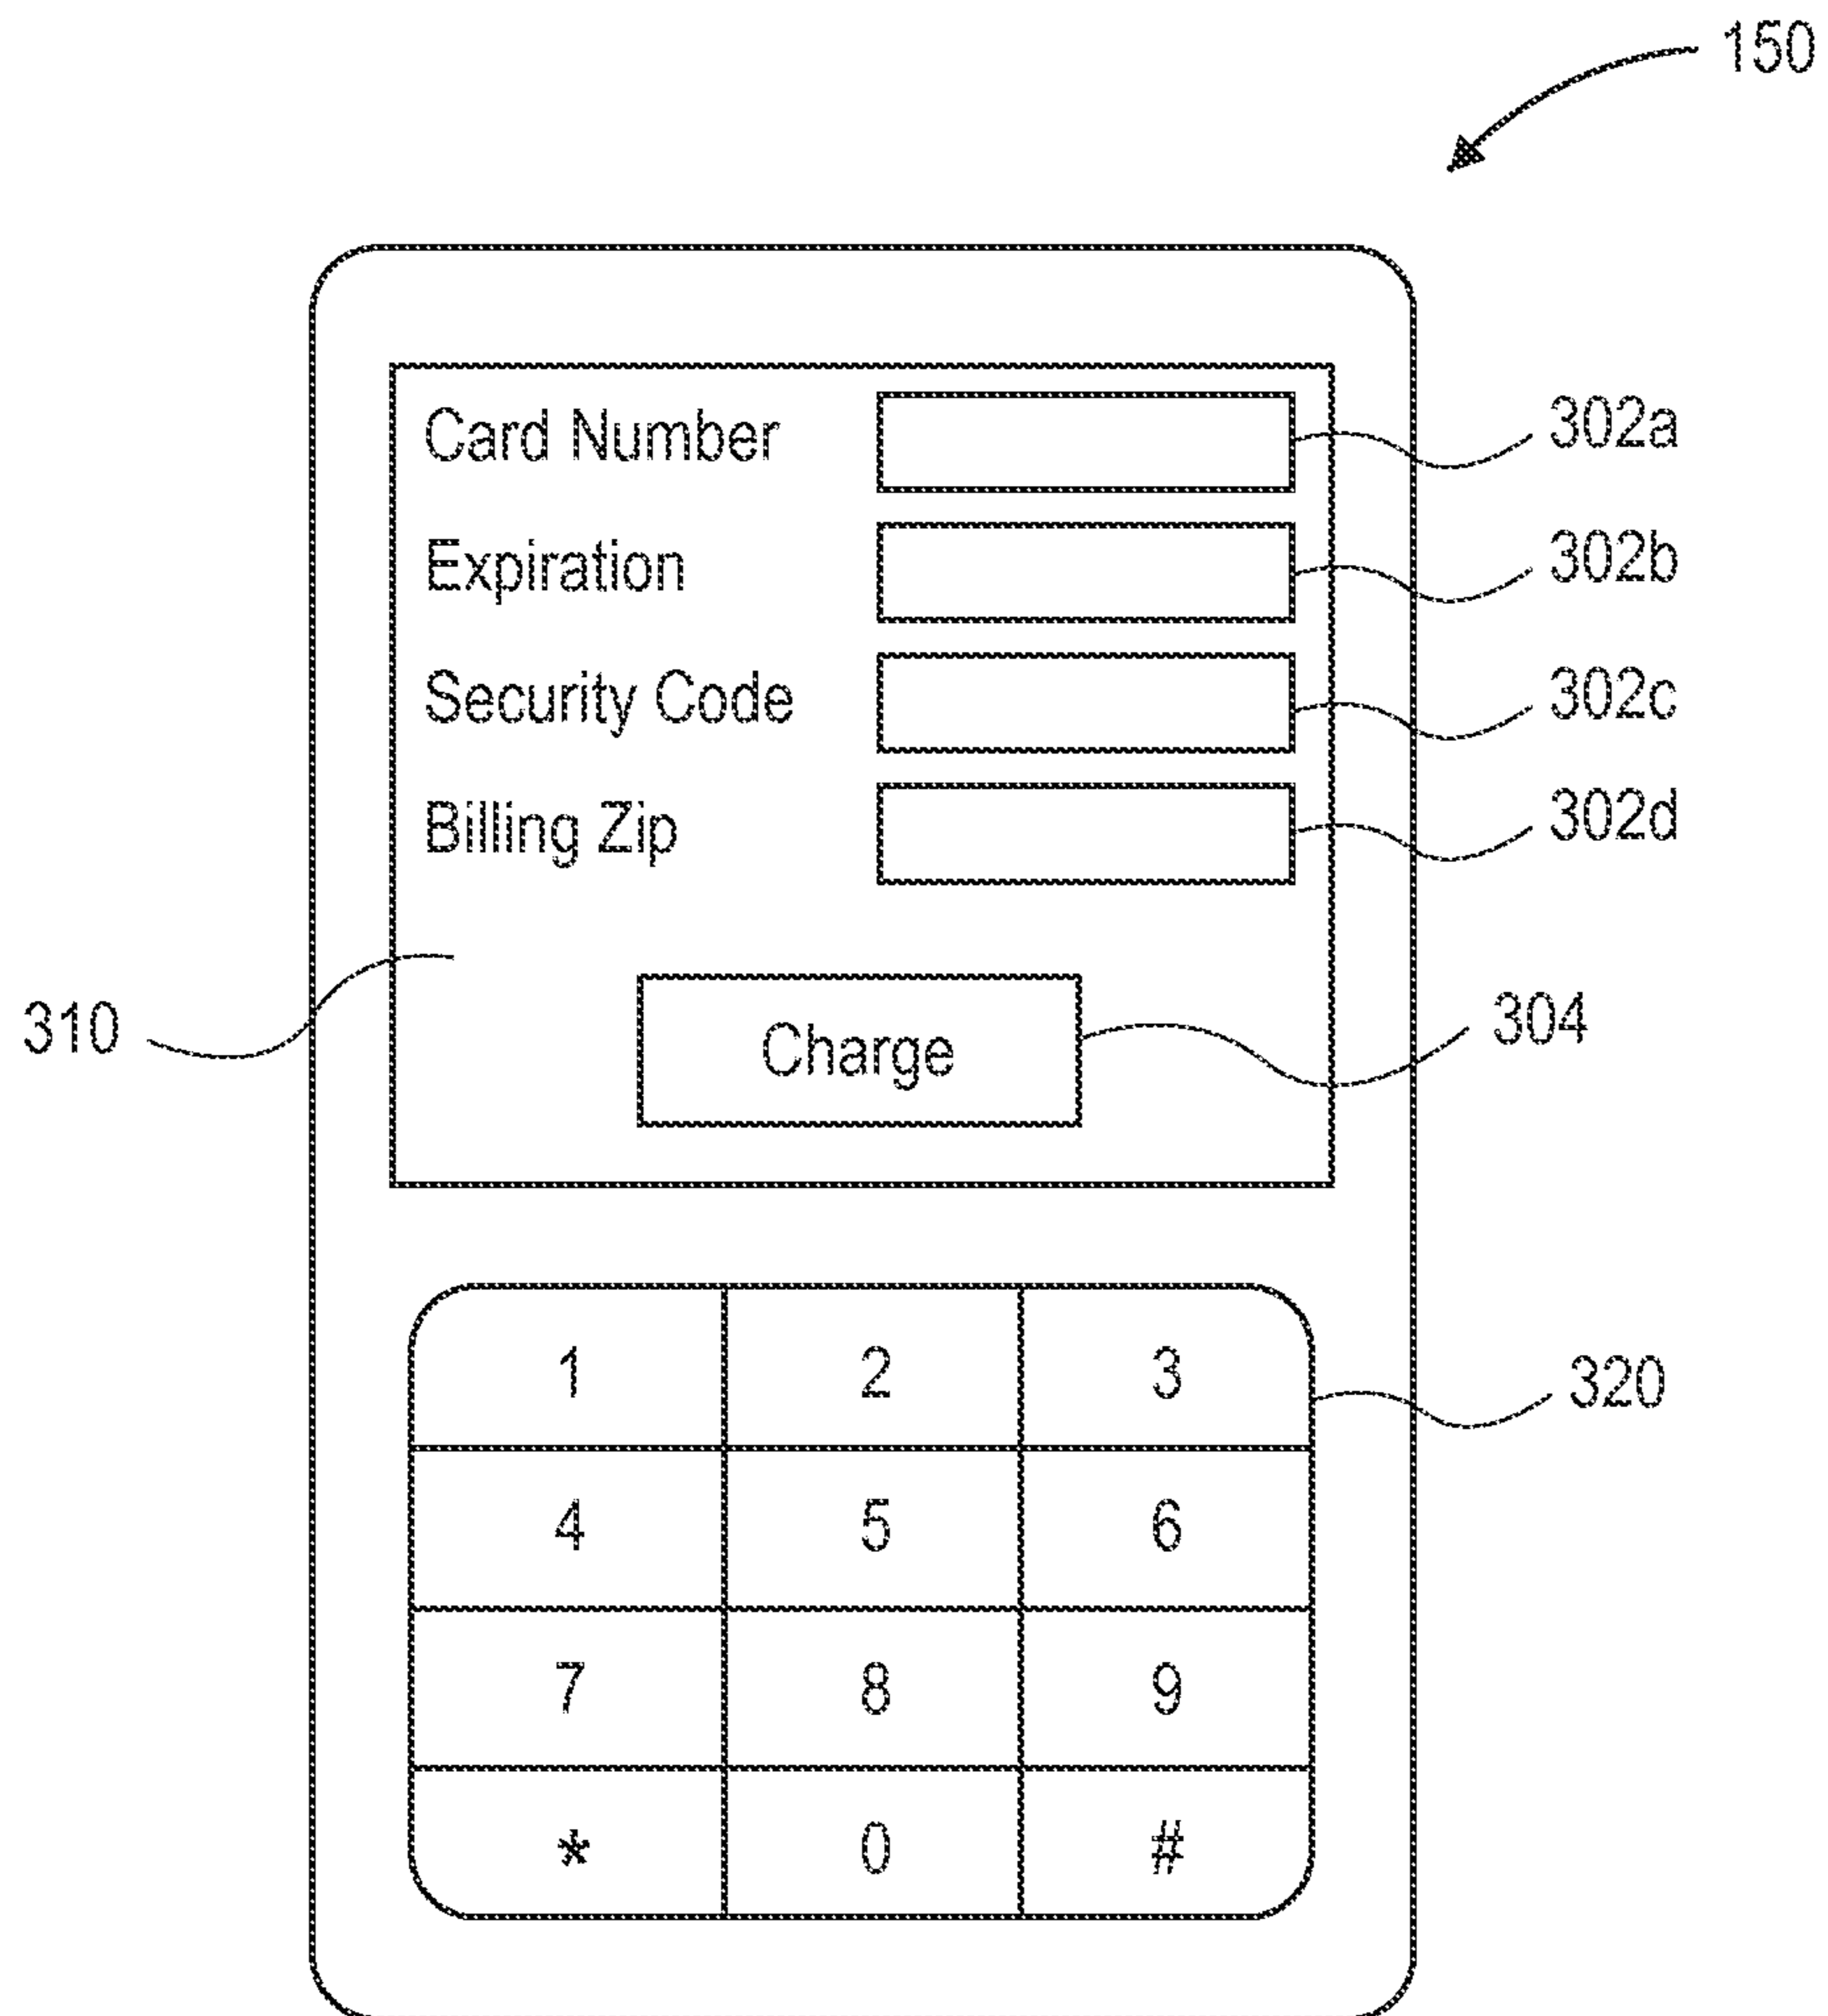 150
Card Number 302a
Expiration 302b
Security Code 302c
Billing Zip 302d
310 Charge 304
1 2 3 320
4 5 6
7 8 9
* 0 #